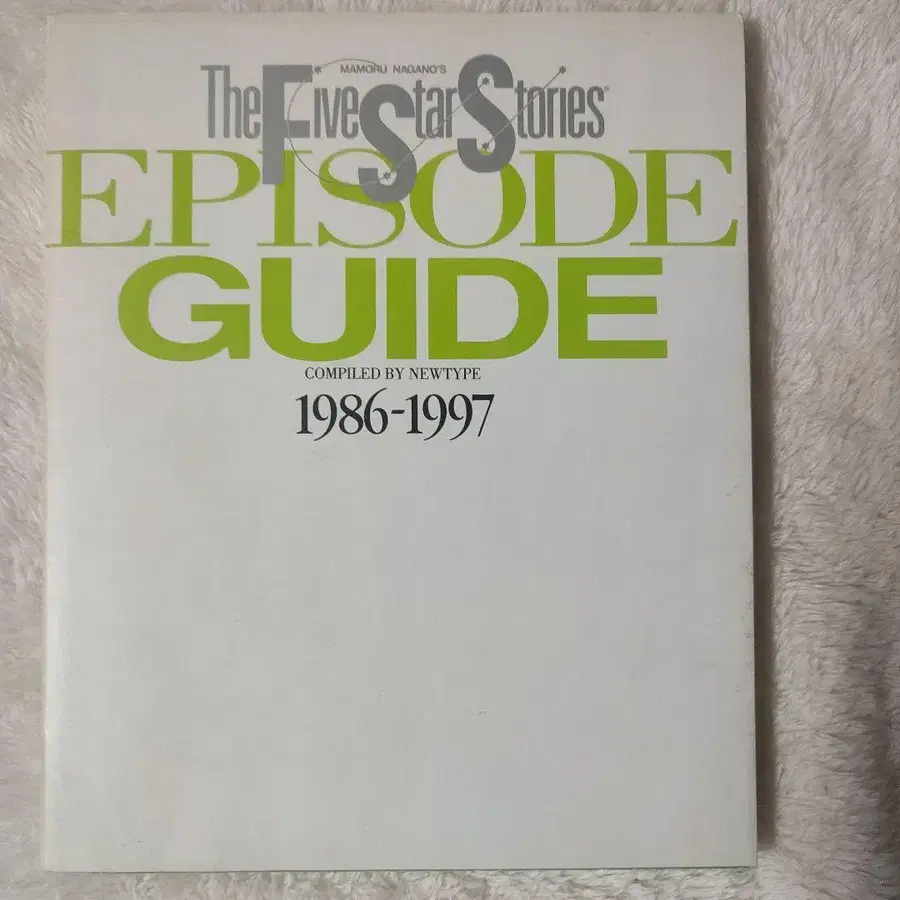 MAMORU NAGANO'S
The Five Star Stories
EPISODE
GUIDE
COMPILED BY NEWTYPE
1986-1997